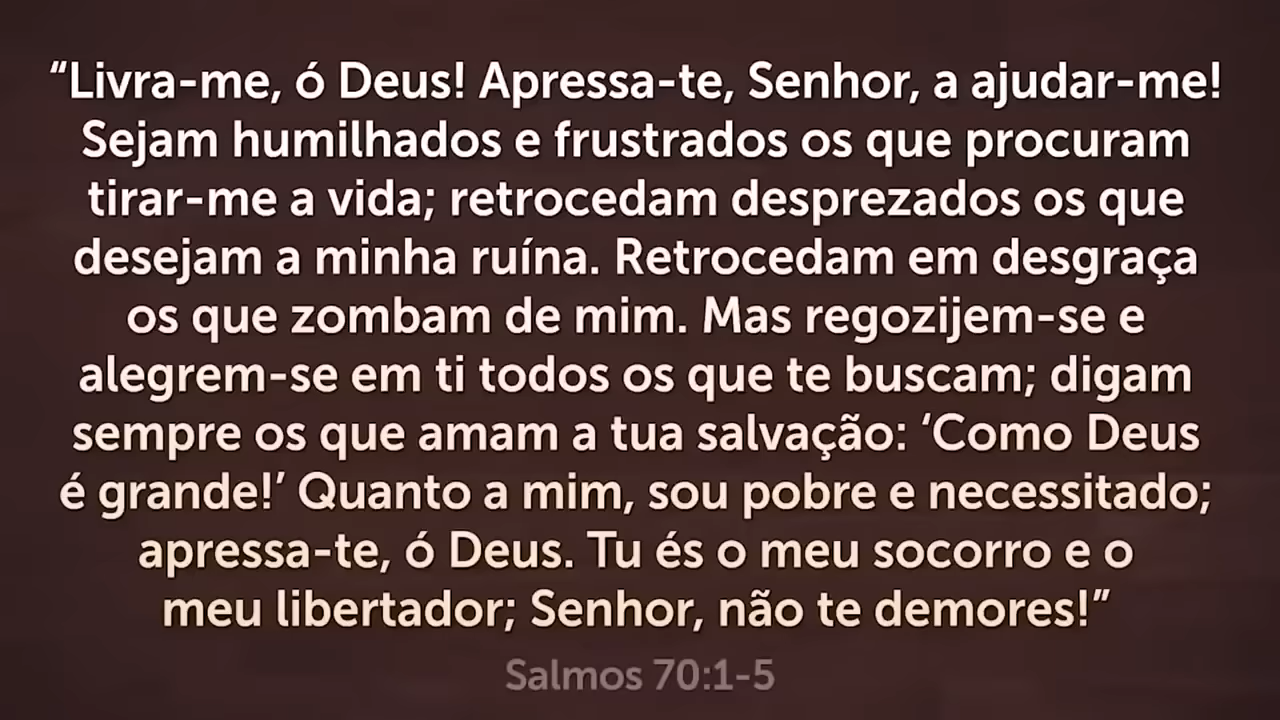 “Livra-me, ó Deus! Apressa-te, Senhor, a ajudar-me!
Sejam humilhados e frustrados os que procuram
tirar-me a vida; retrocedam desprezados os que
desejam a minha ruína. Retrocedam em desgraça
os que zombam de mim. Mas regozijem-se e
alegrem-se em ti todos os que te buscam; digam
sempre os que amam a tua salvação: ‘Como Deus
é grande!’ Quanto a mim, sou pobre e necessitado;
apressa-te, ó Deus. Tu és o meu socorro e o
meu libertador; Senhor, não te demores!”
Salmos 70:1-5